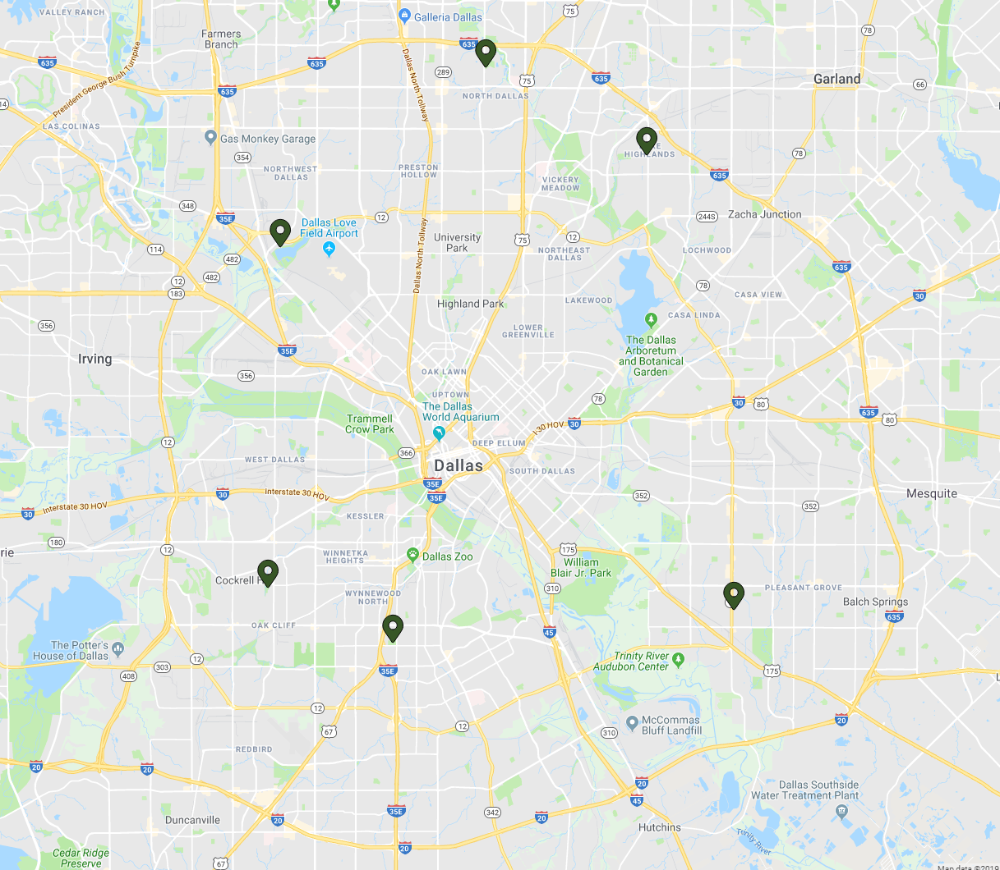 VALLEY RANCH
Galleria Dallas
75
Farmers
Branch
78
635
635
635
289
635
75
635
Garland
66
14
President George Bush Turnpike
Dallas North Tollway
NORTH DALLAS
LAS COLINAS
Gas Monkey Garage
354
HIGHLANDS
78
NORTHWEST
DALLAS
PRESTON
HOLLOW
VICKERY
MEADOW
635
348
35E
12
244S
Zacha Junction
Dallas Love
Field Airport
University
Park
75
12
114
482
NORTHEAST
DALLAS
LOCHWOOD
635
482
12
183
Dallas North Tollway
78
CASA VIEW
30
Highland Park
LAKEWOOD
CASA LINDA
356
LOWER
GREENVILLE
The Dallas
Arboretum
and Botanical
Garden
35E
Irving
356
OAK LAWN
UPTOWN
78
30
80
The Dallas
World Aquarium
635
80
Trammell
Crow Park
I-30 HOV
30
12
DEEP ELLUM
366
WEST DALLAS
Dallas
SOUTH DALLAS
35E
35E
30
Interstate 30 HOV
352
Mesquite
352
Interstate 30 HOV
30
KESSLER
180
rie
12
WINNETKA
HEIGHTS
Dallas Zoo
175
William
Blair Jr. Park
Cockrell H
310
WYNNEWOOD
NORTH
PLEASANT GROVE
Balch Springs
635
OAK CLIFF
45
The Potter's
House of Dallas
12
303
408
35E
Trinity River
Audubon Center
175
12
67
12
310
McCommas
Bluff Landfill
20
REDBIRD
20
20
20
45
Dallas Southside
Water Treatment Plant
35E
342
20
Duncanville
20
Hutchins
Trinity River
20
Cedar Ridge
Preserve
67
Map data ©2019